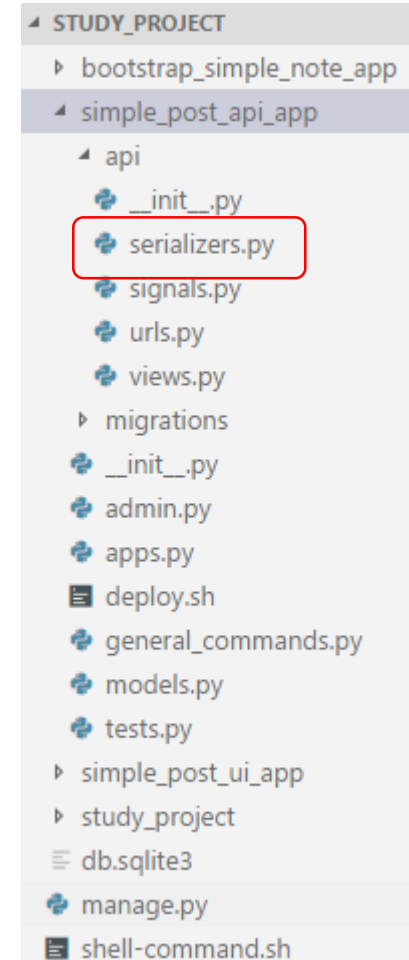 STUDY_PROJECT
bootstrap_simple_note_app
simple_post_api_app
api
__init__.py
serializers.py
signals.py
urls.py
views.py
migrations
__init__.py
admin.py
apps.py
deploy.sh
general_commands.py
models.py
tests.py
simple_post_ui_app
study_project
db.sqlite3
manage.py
shell-command.sh